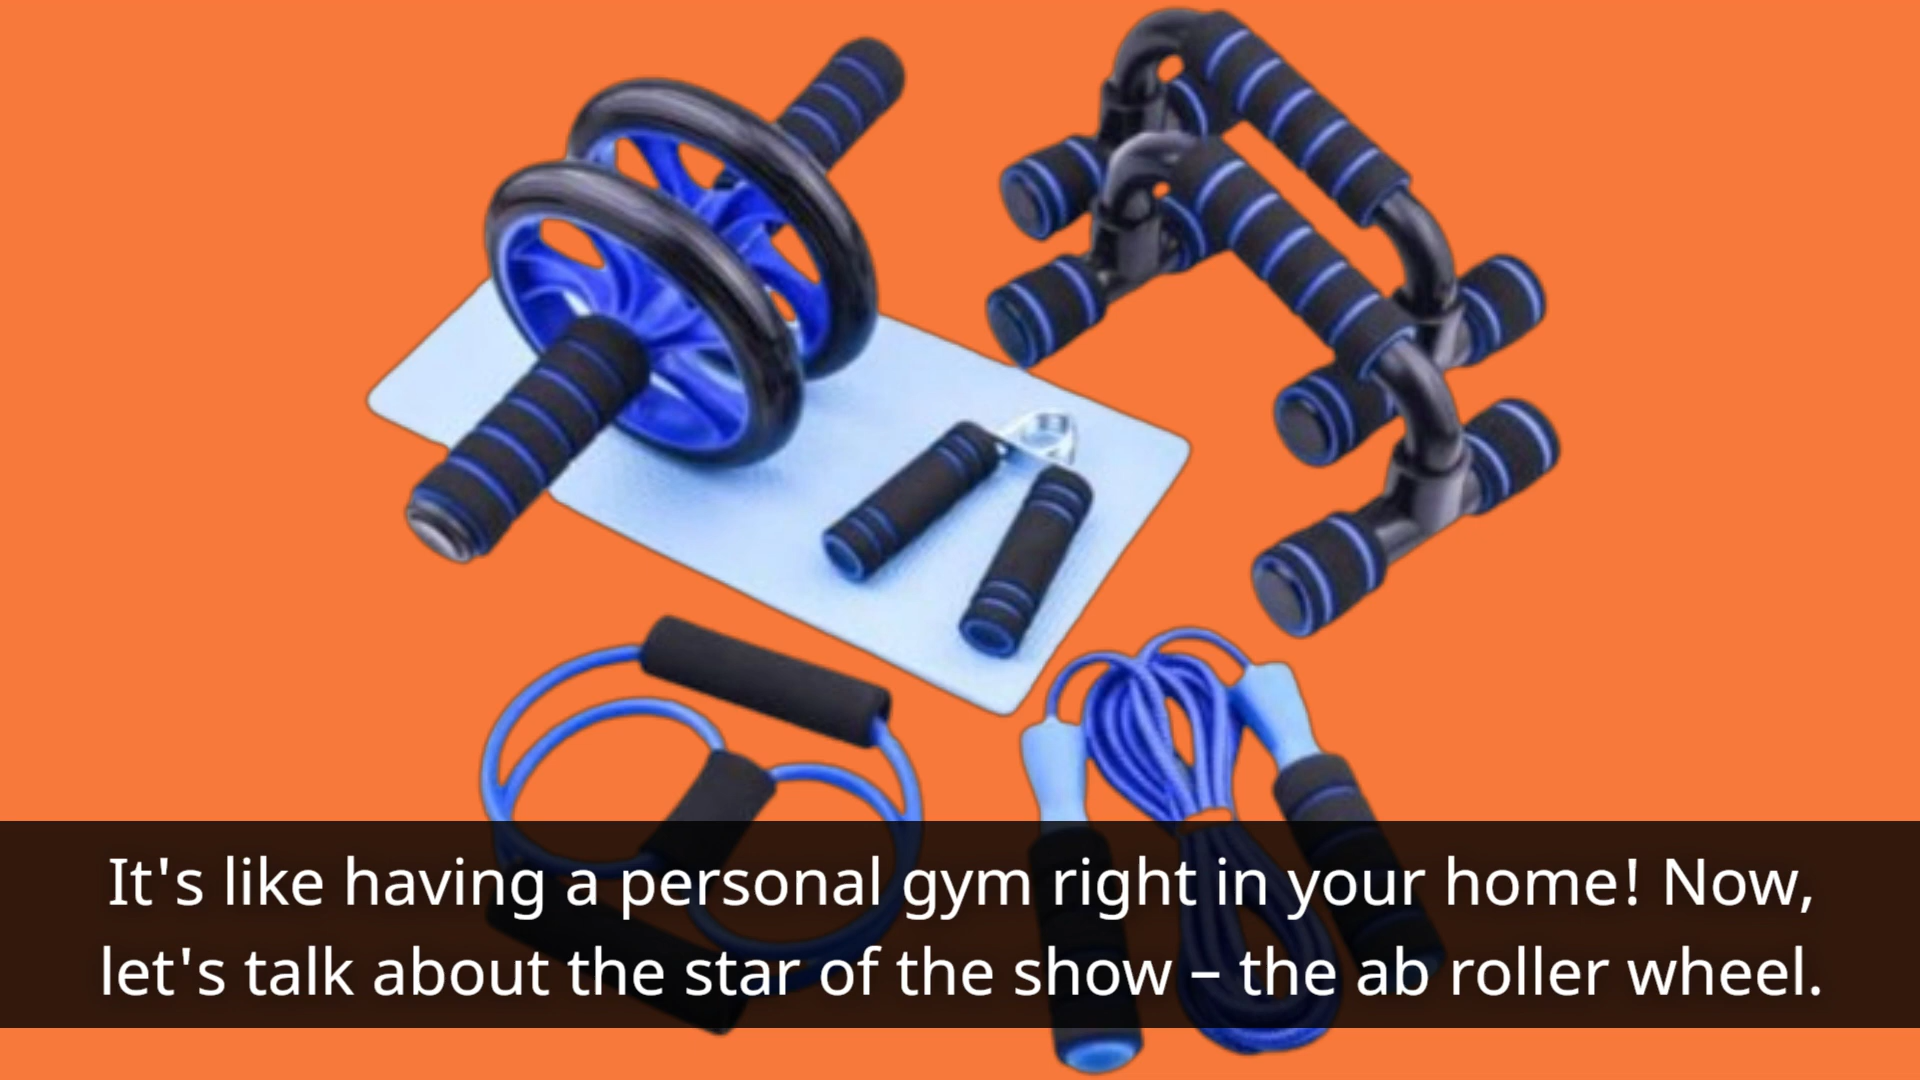 It's like having a personal gym right in your home! Now,
let's talk about the star of the show – the ab roller wheel.